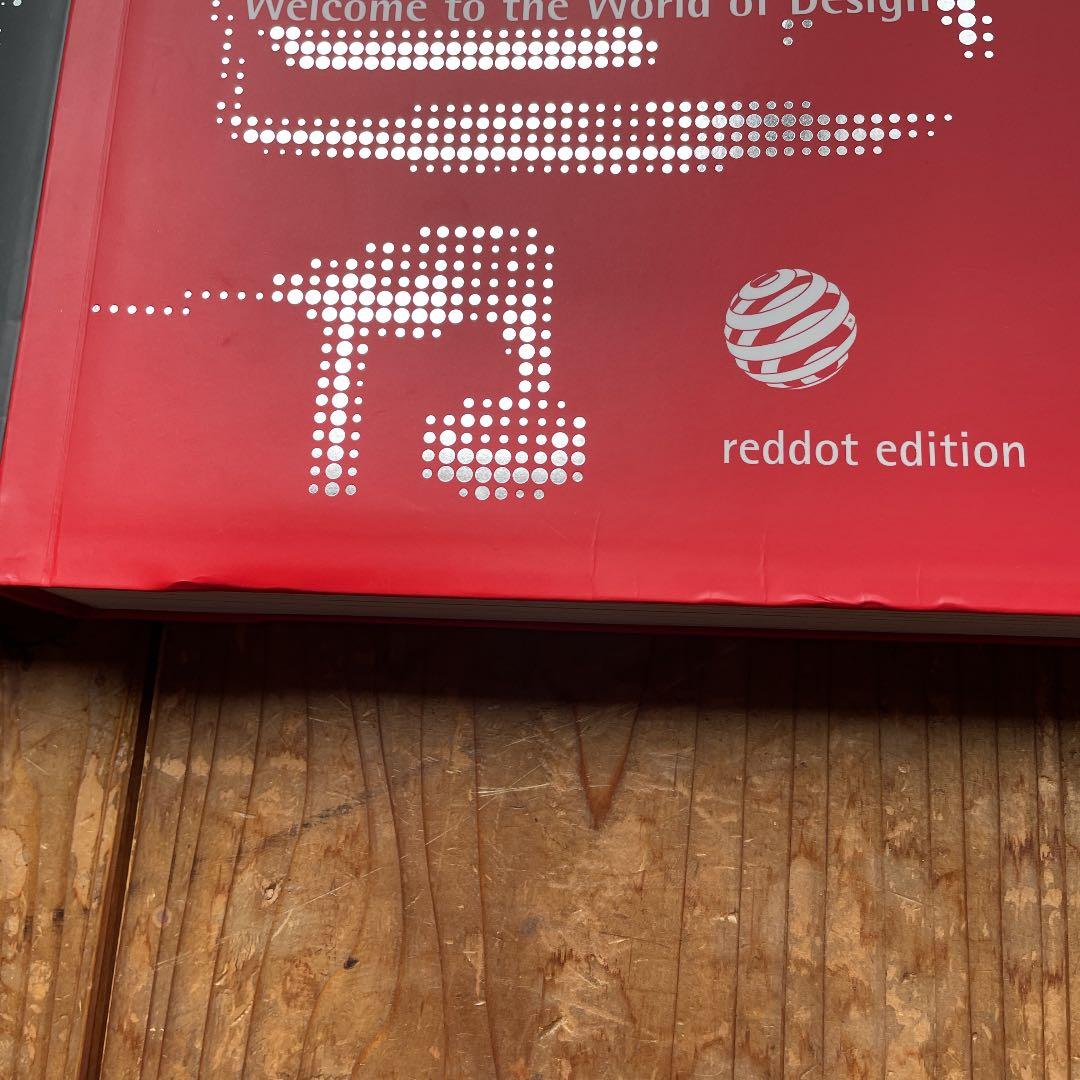 Welcome to the World of Design
reddot edition